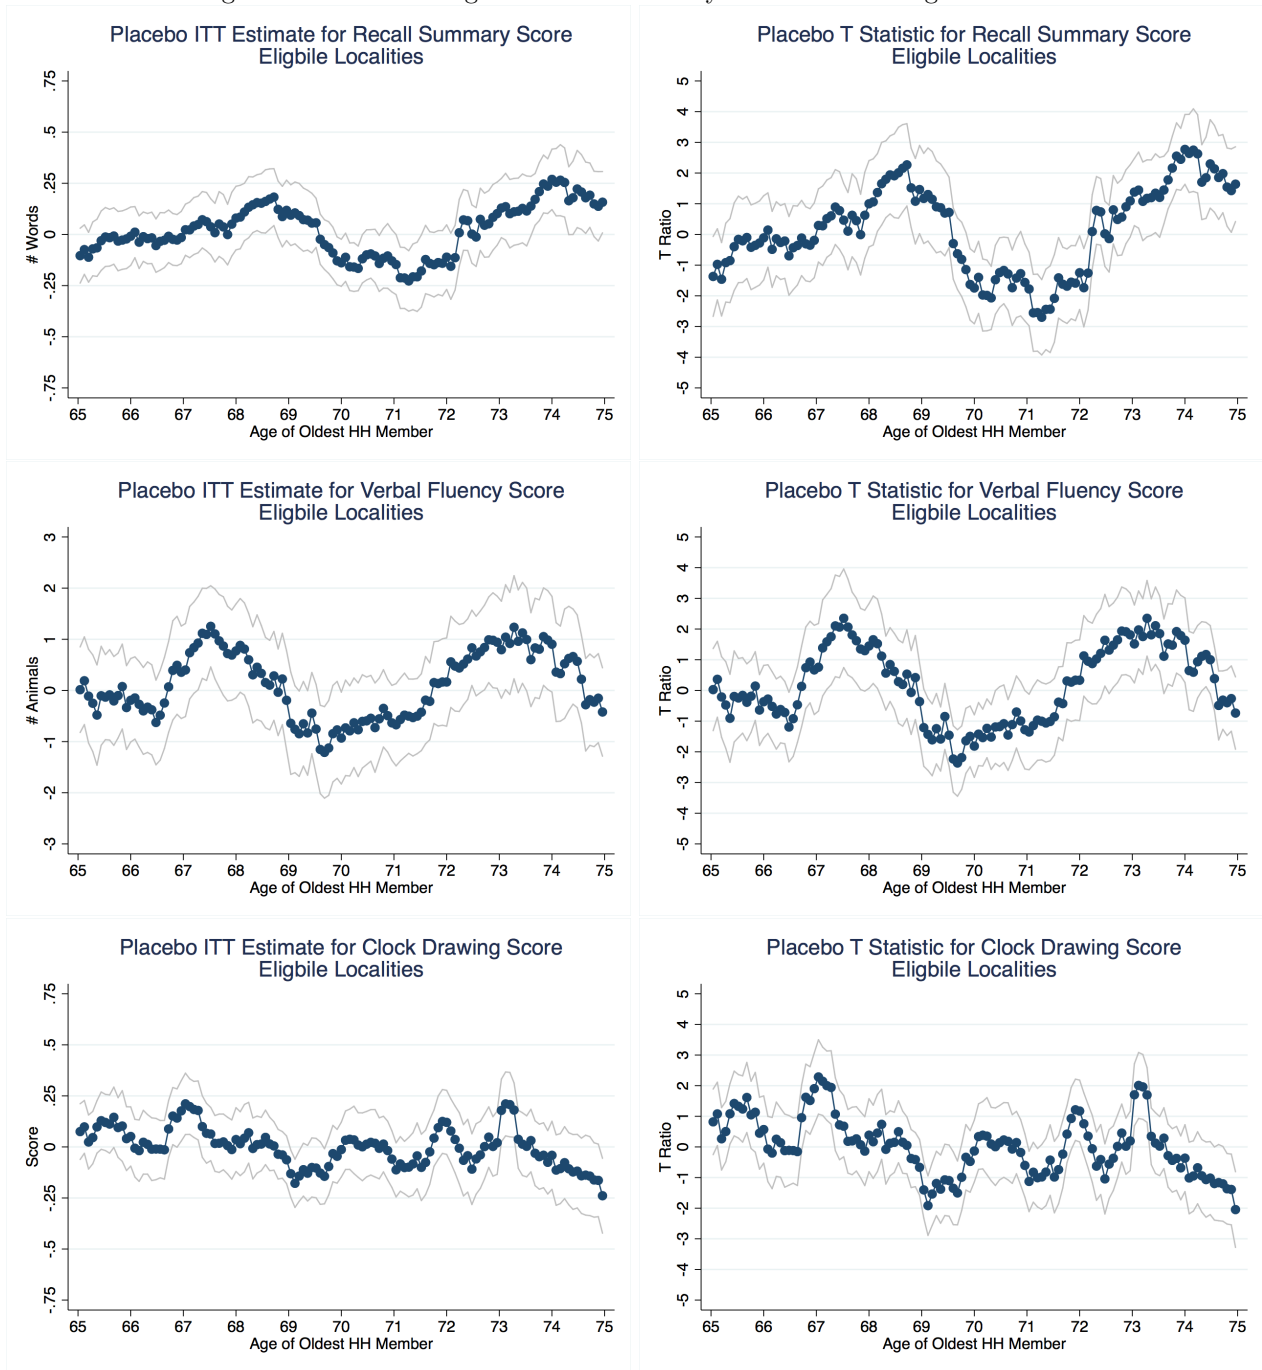 Placebo ITT Estimate for Recall Summary Score
Eligbile Localities
# Words
.75
.5
.25
0
-.25
-.5
-.75
65 66 67 68 69 70 71 72 73 74 75
Age of Oldest HH Member
Placebo T Statistic for Recall Summary Score
Eligbile Localities
T Ratio
5
4
3
2
1
0
-1
-2
-3
-4
-5
65 66 67 68 69 70 71 72 73 74 75
Age of Oldest HH Member
Placebo ITT Estimate for Verbal Fluency Score
Eligbile Localities
# Animals
3
2
1
0
-1
-2
-3
65 66 67 68 69 70 71 72 73 74 75
Age of Oldest HH Member
Placebo T Statistic for Verbal Fluency Score
Eligbile Localities
T Ratio
5
4
3
2
1
0
-1
-2
-3
-4
-5
65 66 67 68 69 70 71 72 73 74 75
Age of Oldest HH Member
Placebo ITT Estimate for Clock Drawing Score
Eligbile Localities
Score
.75
.5
.25
0
-.25
-.5
-.75
65 66 67 68 69 70 71 72 73 74 75
Age of Oldest HH Member
Placebo T Statistic for Clock Drawing Score
Eligbile Localities
T Ratio
5
4
3
2
1
0
-1
-2
-3
-4
-5
65 66 67 68 69 70 71 72 73 74 75
Age of Oldest HH Member